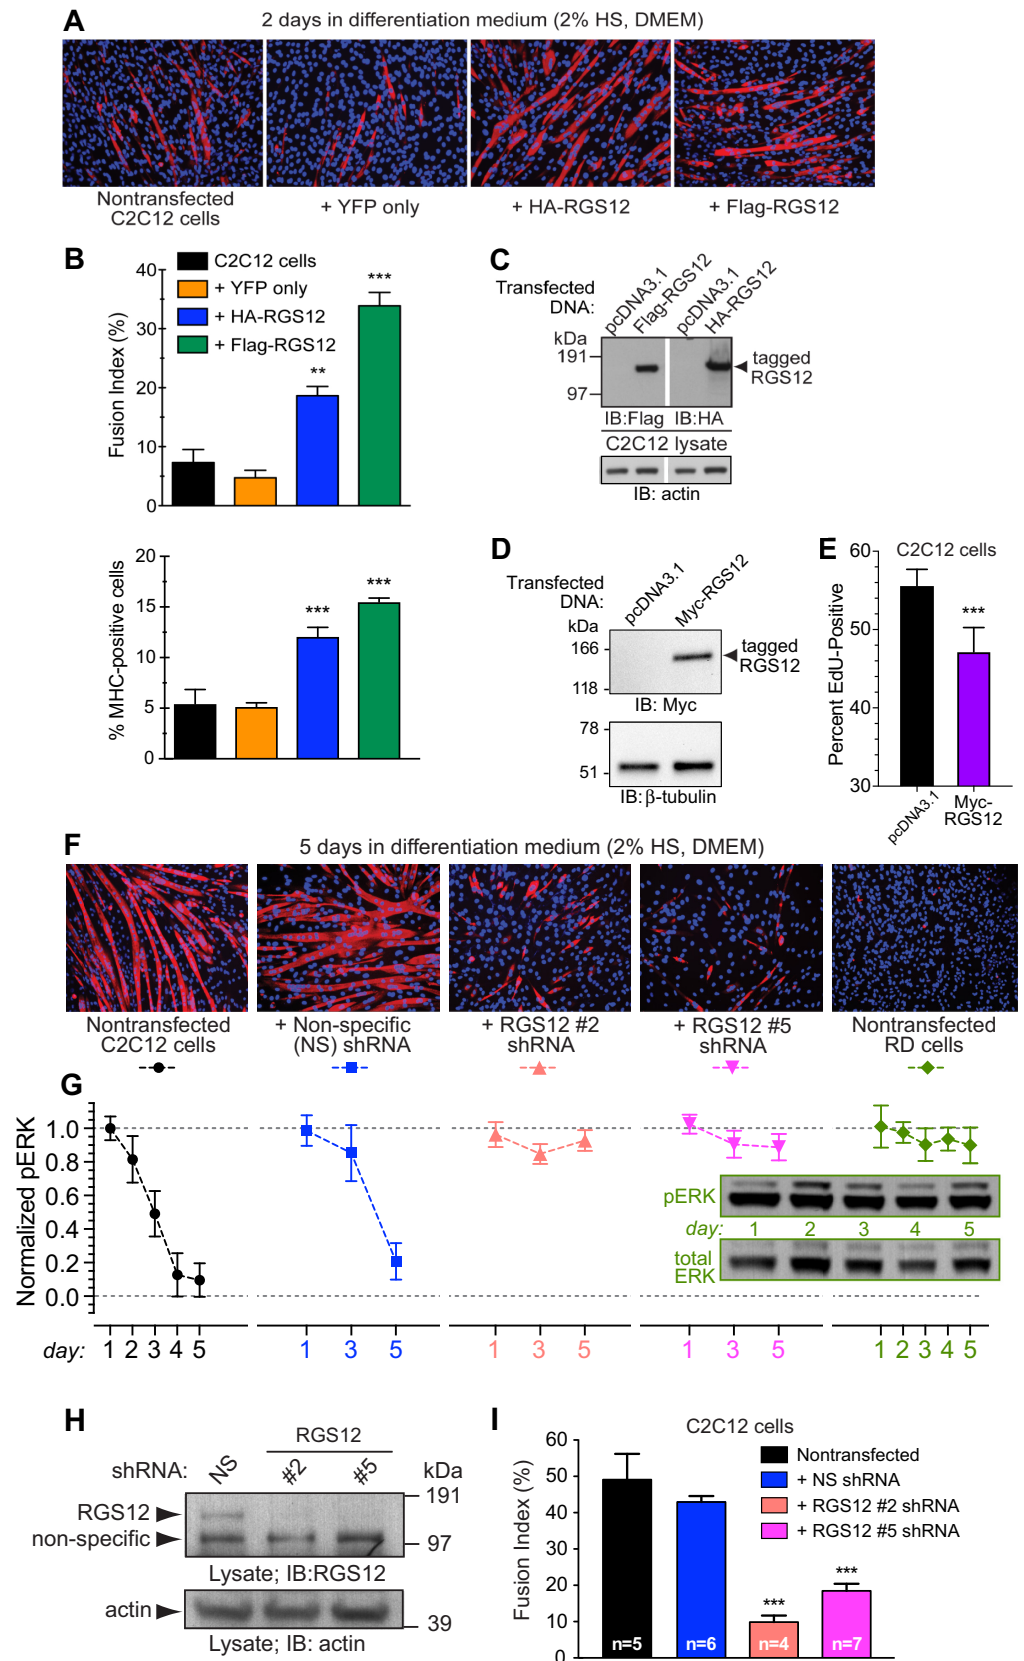 A
2 days in differentiation medium (2% HS, DMEM)
Nontransfected
C2C12 cells
+ YFP only
+ HA-RGS12
+ Flag-RGS12
B
C2C12 cells
+ YFP only
+ HA-RGS12
+ Flag-RGS12
Fusion Index (%)
40
30
20
10
0
**
***
% MHC-positive cells
20
15
10
5
0
***
***
C
Transfected
DNA:
pcDNA3.1
Flag-RGS12
pcDNA3.1
HA-RGS12
kDa
191
97
tagged
RGS12
IB:Flag
IB:HA
C2C12 lysate
IB: actin
D
Transfected
DNA:
pcDNA3.1
Myc-RGS12
kDa
166
118
tagged
RGS12
IB: Myc
78
51
IB: β-tubulin
E
C2C12 cells
Percent EdU-Positive
60
50
40
30
***
pcDNA3.1
Myc-
RGS12
F
5 days in differentiation medium (2% HS, DMEM)
Nontransfected
C2C12 cells
+ Non-specific
(NS) shRNA
+ RGS12 #2
shRNA
+ RGS12 #5
shRNA
Nontransfected
RD cells
G
Normalized pERK
1.0
0.8
0.6
0.4
0.2
0.0
pERK
day: 1 2 3 4 5
total
ERK
day: 1 2 3 4 5
1 3 5
1 3 5
1 3 5
1 2 3 4 5
H
RGS12
shRNA: NS #2 #5
kDa
RGS12
non-specific
191
97
Lysate; IB:RGS12
actin
39
Lysate; IB: actin
I
C2C12 cells
Fusion Index (%)
60
50
40
30
20
10
0
Nontransfected
+ NS shRNA
+ RGS12 #2 shRNA
+ RGS12 #5 shRNA
***
***
n=5
n=6
n=4
n=7